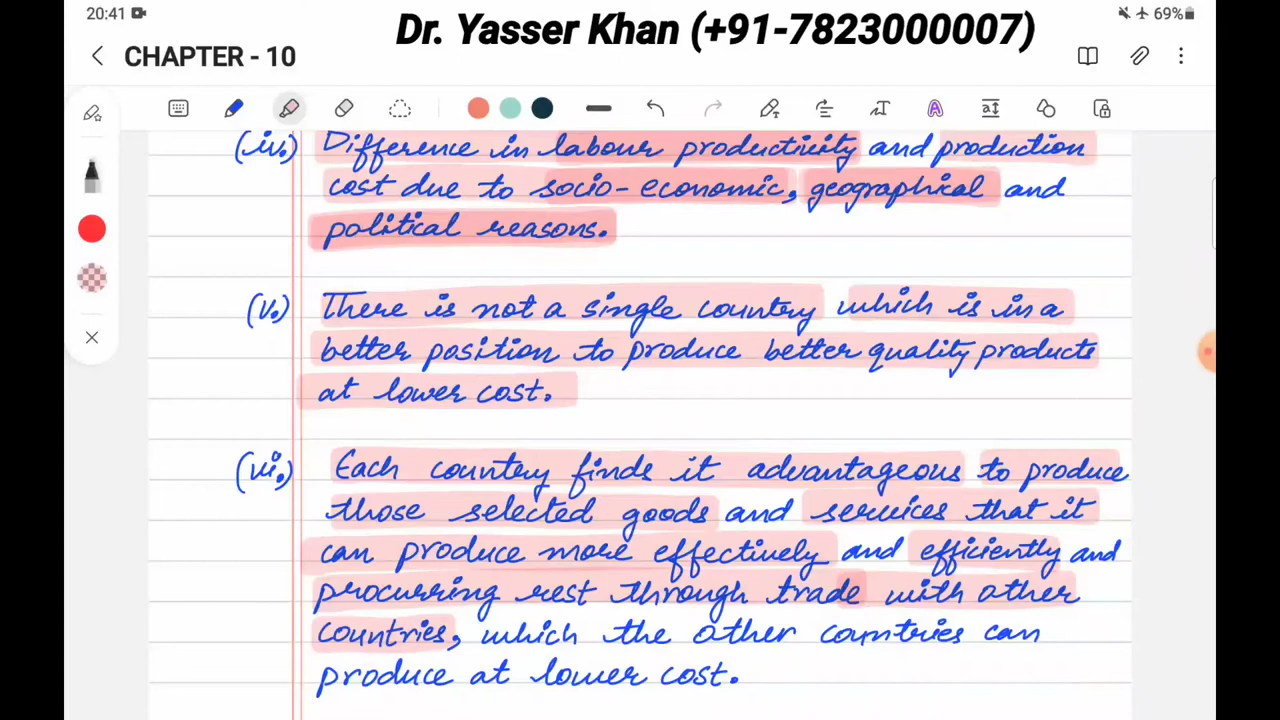 20:41
69%
Dr. Yasser Khan (+91-7823000007)
CHAPTER - 10
(iv.) Difference in labour productivity and production
cost due to socio-economic, geographical and
political reasons.
(v.) There is not a single country which is in a
better position to produce better quality products
at lower cost.
(vi.) Each country finds it advantageous to produce
those selected goods and services that it
can produce more effectively and efficiently and
procurring rest through trade with other
countries, which the other countries can
produce at lower cost.